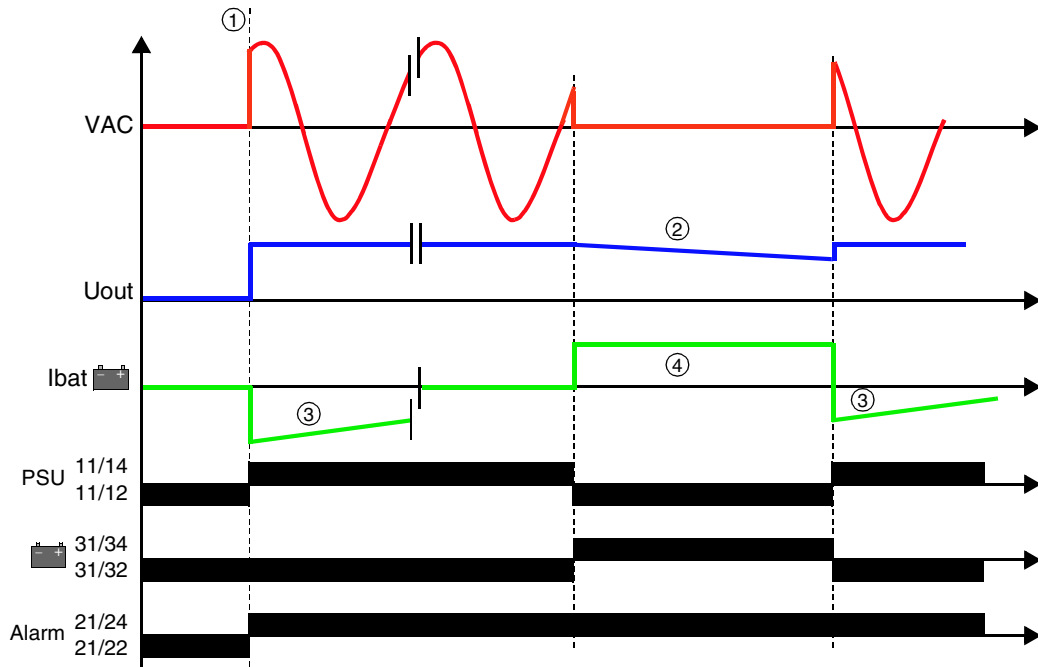 ①
VAC
②
Uout
Ibat - +
④
③
③
PSU 11/14
11/12
- + 31/34
31/32
Alarm 21/24
21/22